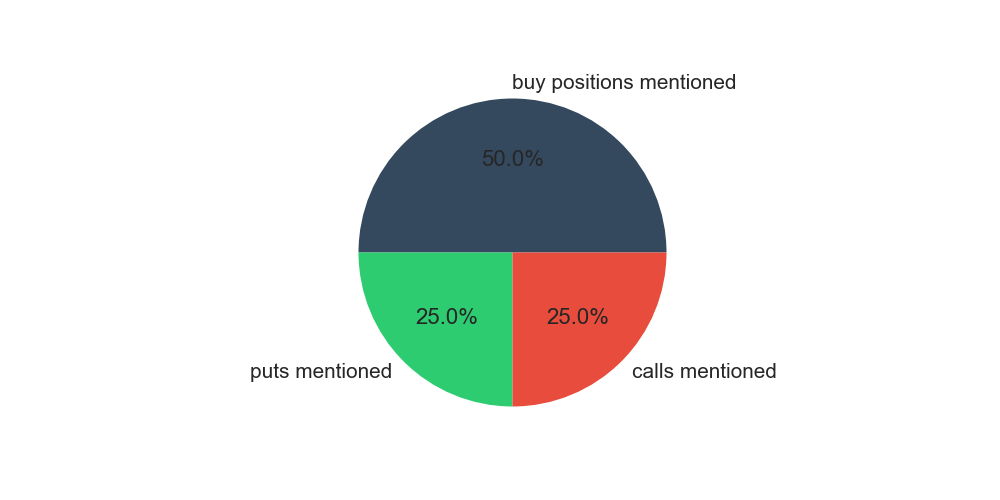 buy positions mentioned
50.0%
25.0%
25.0%
puts mentioned
calls mentioned